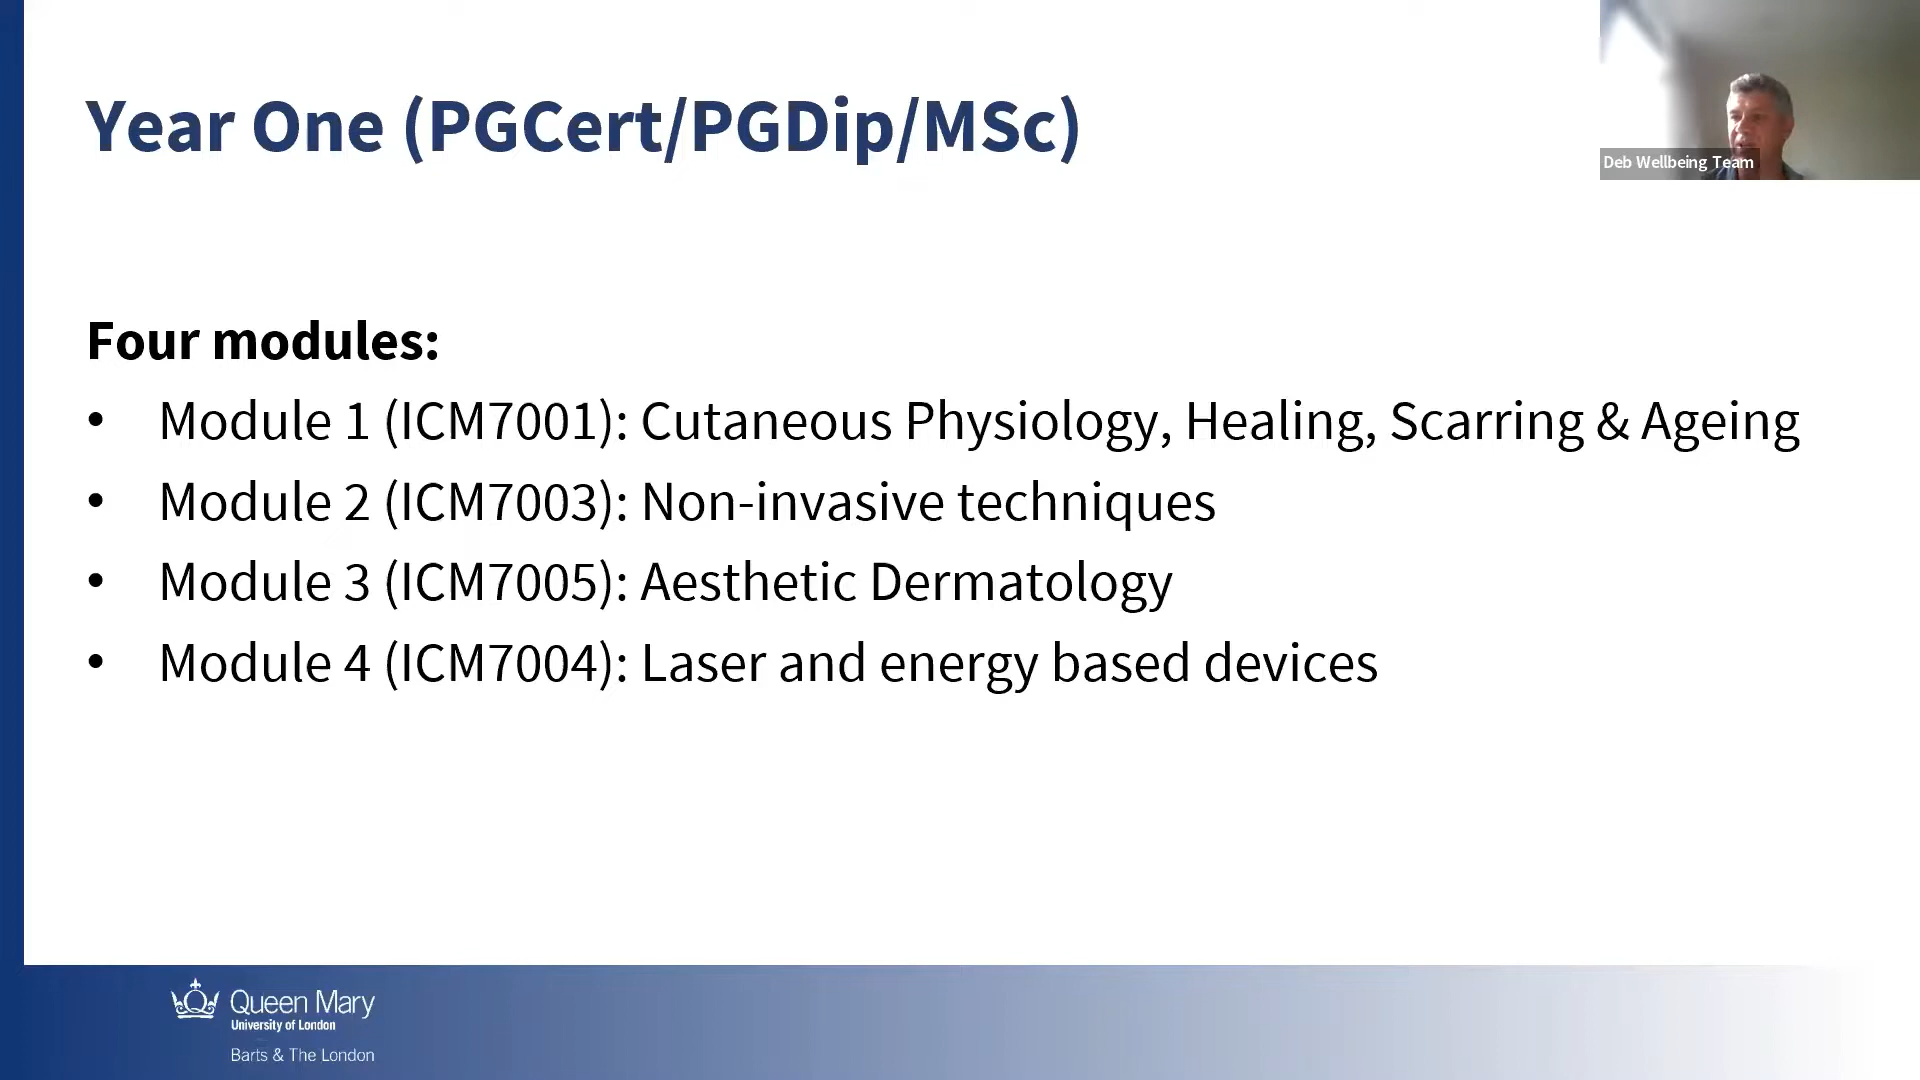 Year One (PGCert/PGDip/MSc)
Deb Wellbeing Team
Four modules:
• Module 1 (ICM7001): Cutaneous Physiology, Healing, Scarring & Ageing
• Module 2 (ICM7003): Non-invasive techniques
• Module 3 (ICM7005): Aesthetic Dermatology
• Module 4 (ICM7004): Laser and energy based devices
Queen Mary
University of London
Barts & The London